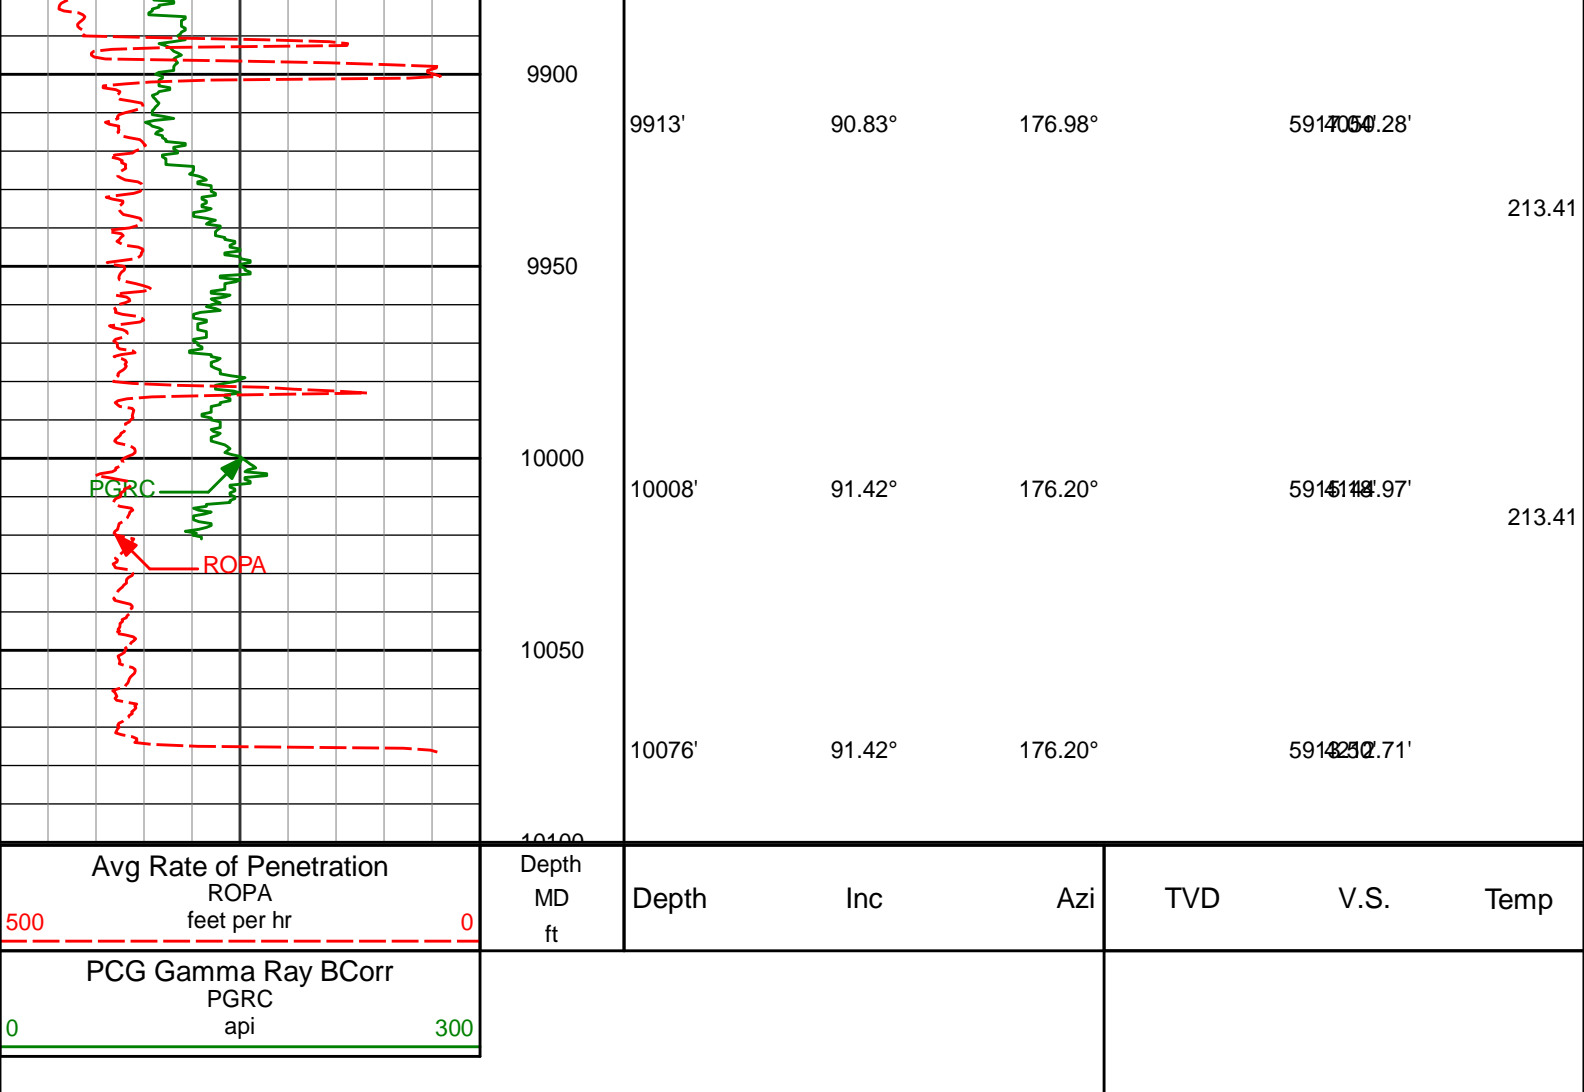 9900
9913' 90.83° 176.98°
213.41
9950
10000
PGRC
10008' 91.42° 176.20°
213.41
ROPA
10050
10076' 91.42° 176.20°
10100
Avg Rate of Penetration
ROPA
500 feet per hr 0
Depth
MD
ft
Depth Inc Azi TVD V.S. Temp
PCG Gamma Ray BCorr
PGRC
0 api 300